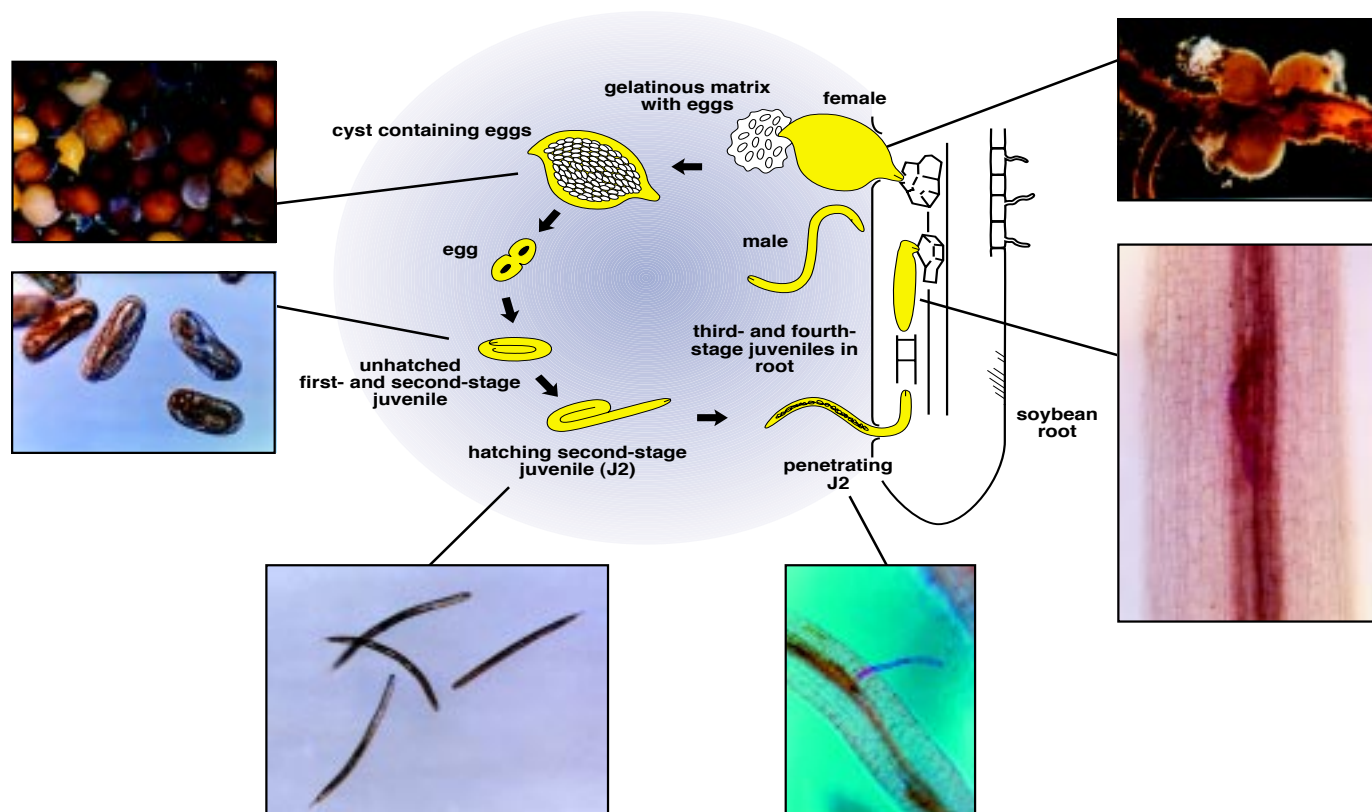 gelatinous matrix
with eggs
female
cyst containing eggs
egg
male
unhatched
first- and second-stage
juvenile
third- and fourth-
stage juveniles in
root
soybean
root
hatching second-stage
juvenile (J2)
penetrating
J2